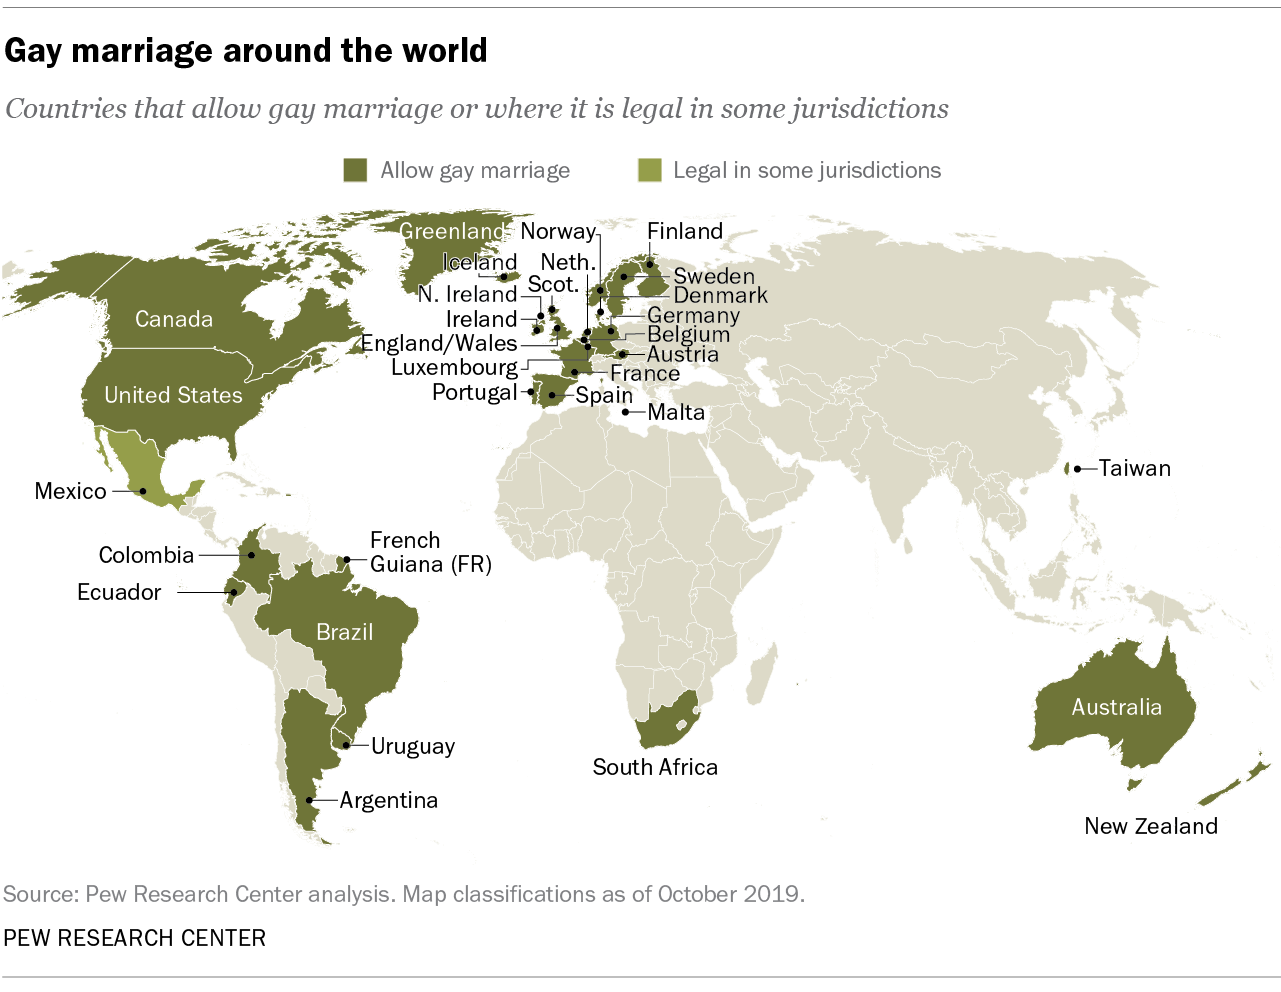 Gay marriage around the world
Countries that allow gay marriage or where it is legal in some jurisdictions
Allow gay marriage
Legal in some jurisdictions
Greenland
Norway
Finland
Iceland
Neth.
Sweden
Scot.
N. Ireland
Denmark
Canada
Ireland
Germany
England/Wales
Belgium
Luxembourg
Austria
France
United States
Portugal
Spain
Malta
Taiwan
Mexico
Colombia
French
Guiana (FR)
Ecuador
Brazil
Australia
Uruguay
South Africa
Argentina
New Zealand
Source: Pew Research Center analysis. Map classifications as of October 2019.
PEW RESEARCH CENTER